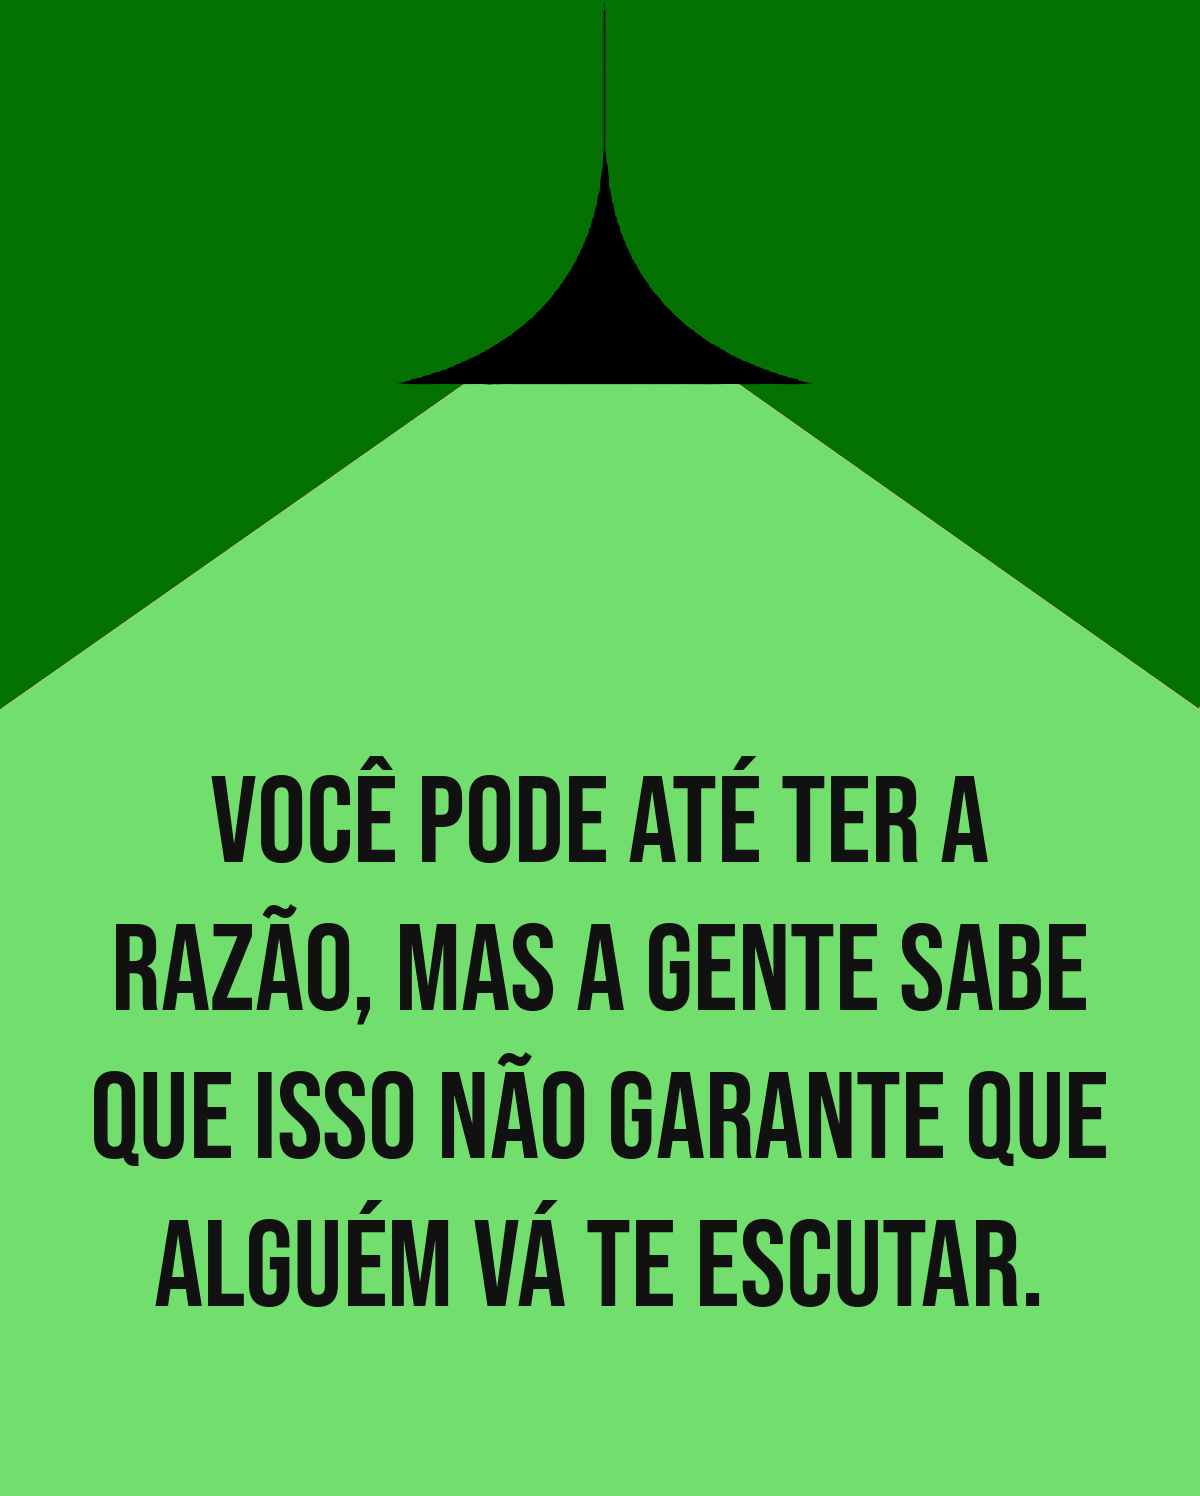 VOCÊ PODE ATÉ TER A
RAZÃO, MAS A GENTE SABE
QUE ISSO NÃO GARANTE QUE
ALGUÉM VÁ TE ESCUTAR.